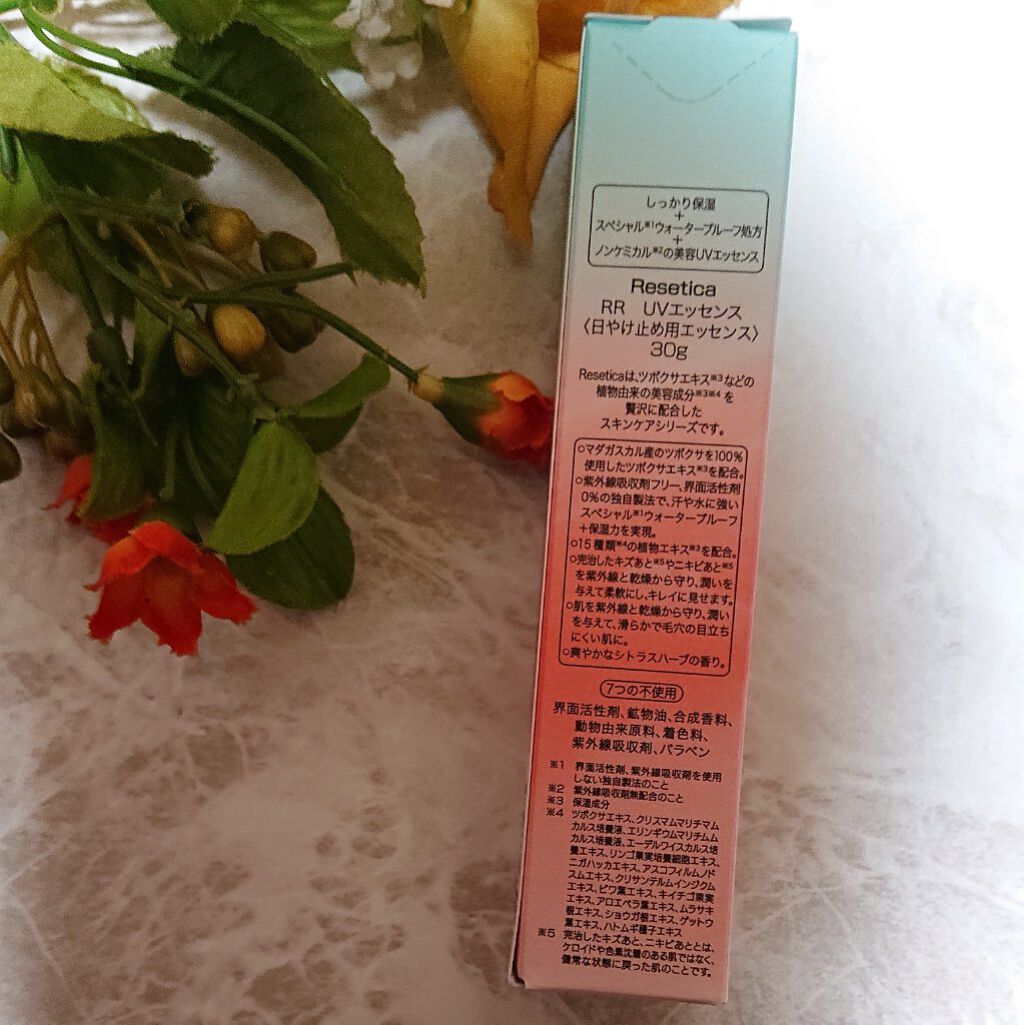 しっかり保湿
+
スペシャル※1ウォータープルーフ処方
+
ノンケミカル※2の美容UVエッセンス
Resetica
RR UVエッセンス
〈日やけ止め用エッセンス〉
30g
Reseticaは、ツボクサエキス※3などの
植物由来の美容成分※3※4を
贅沢に配合した
スキンケアシリーズです。
○マダガスカル産のツボクサを100%
使用したツボクサエキス※3を配合。
○紫外線吸収剤フリー、界面活性剤
0%の独自製法で、汗や水に強い
スペシャル※1ウォータープルーフ
+保湿力を実現。
○15種類※4の植物エキス※3を配合。
○完治したキズあと※5やニキビあと※5
を紫外線と乾燥から守り、潤いを
与えて柔軟にし、キレイに見せます。
○肌を紫外線と乾燥から守り、潤い
を与えて、滑らかで毛穴の目立ち
にくい肌に。
○爽やかなシトラスハーブの香り。
7つの不使用
界面活性剤、鉱物油、合成香料、
動物由来原料、着色料、
紫外線吸収剤、パラベン
※1 界面活性剤、紫外線吸収剤を使用
しない独自製法のこと
※2 紫外線吸収剤無配合のこと
※3 保湿成分
※4 ツボクサエキス、クリスマムマリチマム
カルス培養液、エリンギウムマリチムム
カルス培養液、エーデルワイスカルス培
養エキス、リンゴ果実培養細胞エキス、
ニガハッカエキス、アスコフィルムノド
スムエキス、クリサンテルムインジクム
エキス、ビワ葉エキス、キイチゴ果実
エキス、アロエベラ葉エキス、ムラサキ
根エキス、ショウガ根エキス、ゲットウ
葉エキス、ハトムギ種子エキス
※5 完治したキズあと、ニキビあととは、
ケロイドや色素沈着のある肌ではなく、
健常な状態に戻った肌のことです。